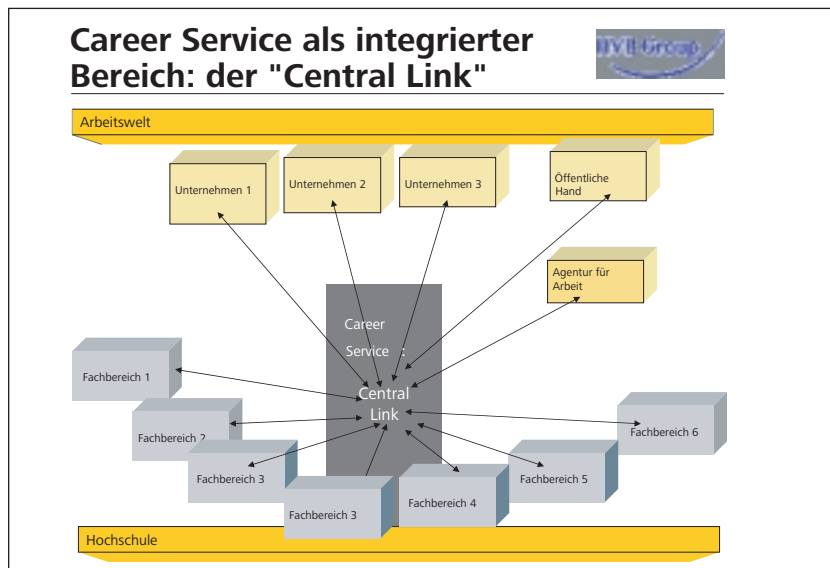 Career Service als integrierter
Bereich: der "Central Link"
HVB Group
Arbeitswelt
Unternehmen 1
Unternehmen 2
Unternehmen 3
Öffentliche
Hand
Agentur für
Arbeit
Career
Service :
Central
Link
Fachbereich 1
Fachbereich 2
Fachbereich 3
Fachbereich 3
Fachbereich 4
Fachbereich 5
Fachbereich 6
Hochschule